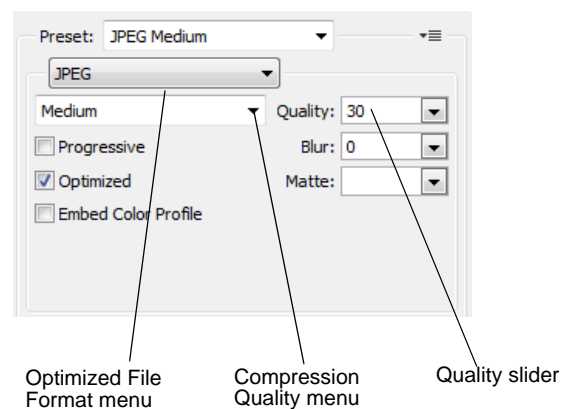 Preset: JPEG Medium
JPEG
Medium Quality: 30
Progressive Blur: 0
Optimized Matte:
Embed Color Profile
Optimized File
Format menu
Compression
Quality menu
Quality slider